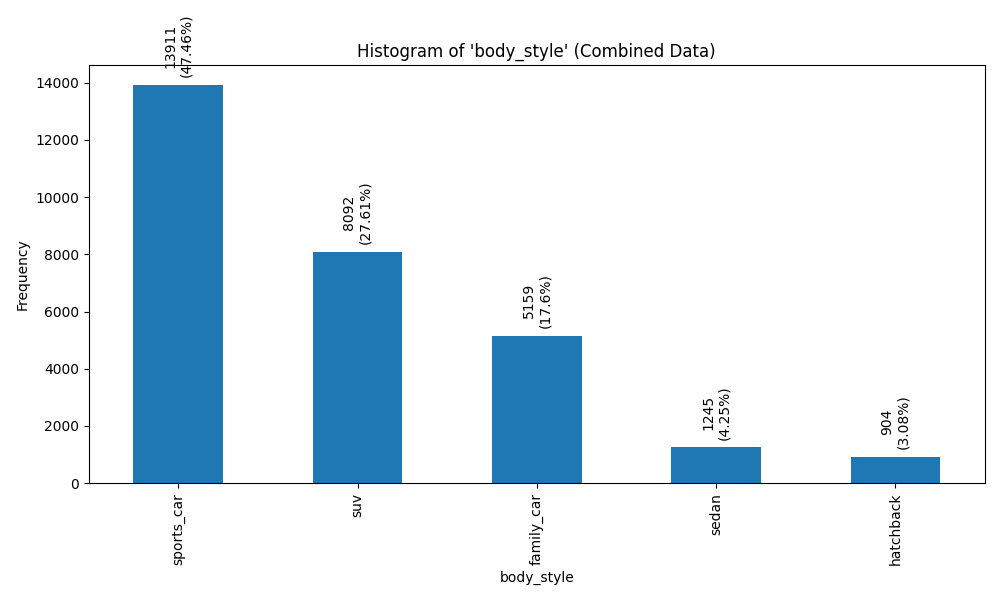 Histogram of 'body_style' (Combined Data)
Frequency
14000
12000
10000
8000
6000
4000
2000
0
13911
(47.46%)
8092
(27.61%)
5159
(17.6%)
1245
(4.25%)
904
(3.08%)
sports_car
suv
family_car
sedan
hatchback
body_style